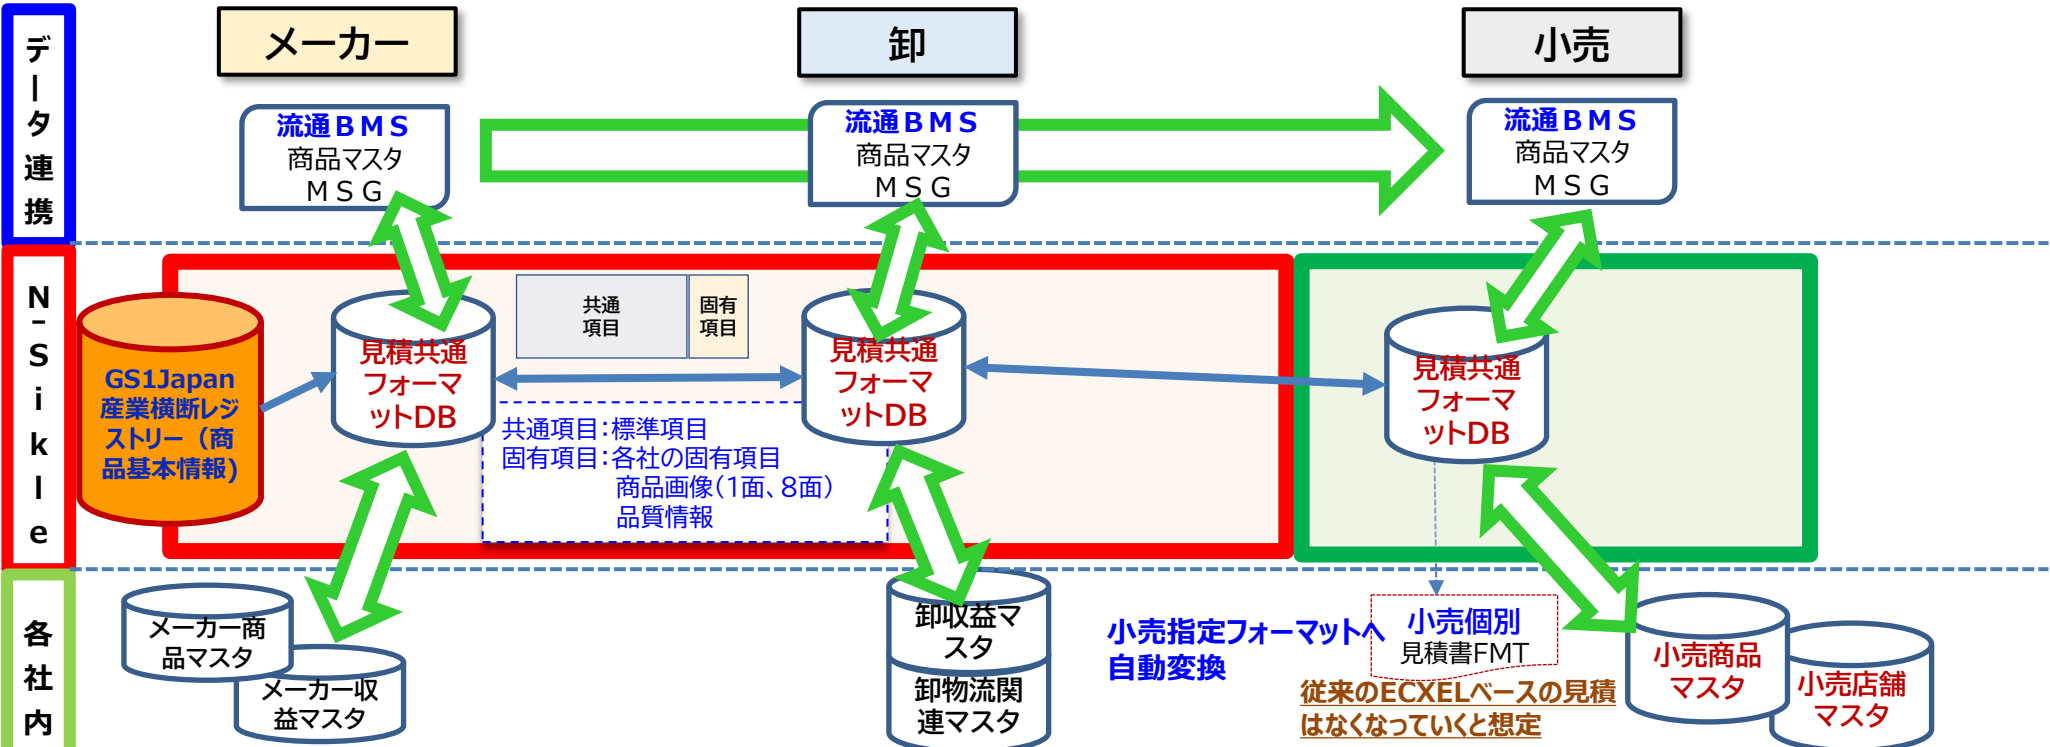 データ連携
メーカー
卸
小売
流通ＢＭＳ
商品マスタ
ＭＳＧ
流通ＢＭＳ
商品マスタ
ＭＳＧ
流通ＢＭＳ
商品マスタ
ＭＳＧ
N-Sikle
GS1Japan
産業横断レジ
ストリー（商
品基本情報)
見積共通
フォーマ
ットDB
共通
項目
固有
項目
見積共通
フォーマ
ットDB
見積共通
フォーマ
ットDB
共通項目：標準項目
固有項目：各社の固有項目
商品画像（1面、8面）
品質情報
各社内
メーカー商
品マスタ
メーカー収
益マスタ
卸収益マ
スタ
卸物流関
連マスタ
小売指定フォーマットへ
自動変換
小売個別
見積書FMT
従来のECXELベースの見積
はなくなっていくと想定
小売商品
マスタ
小売店舗
マスタ